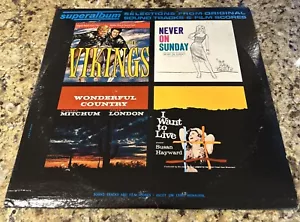 superalbum
SELECTIONS FROM ORIGINAL
SOUND TRACKS & FILM SCORES
THE
VIKINGS
NEVER
ON
SUNDAY
WONDERFUL
COUNTRY
MITCHUM LONDON
I
Want
to
Live
Susan
Hayward